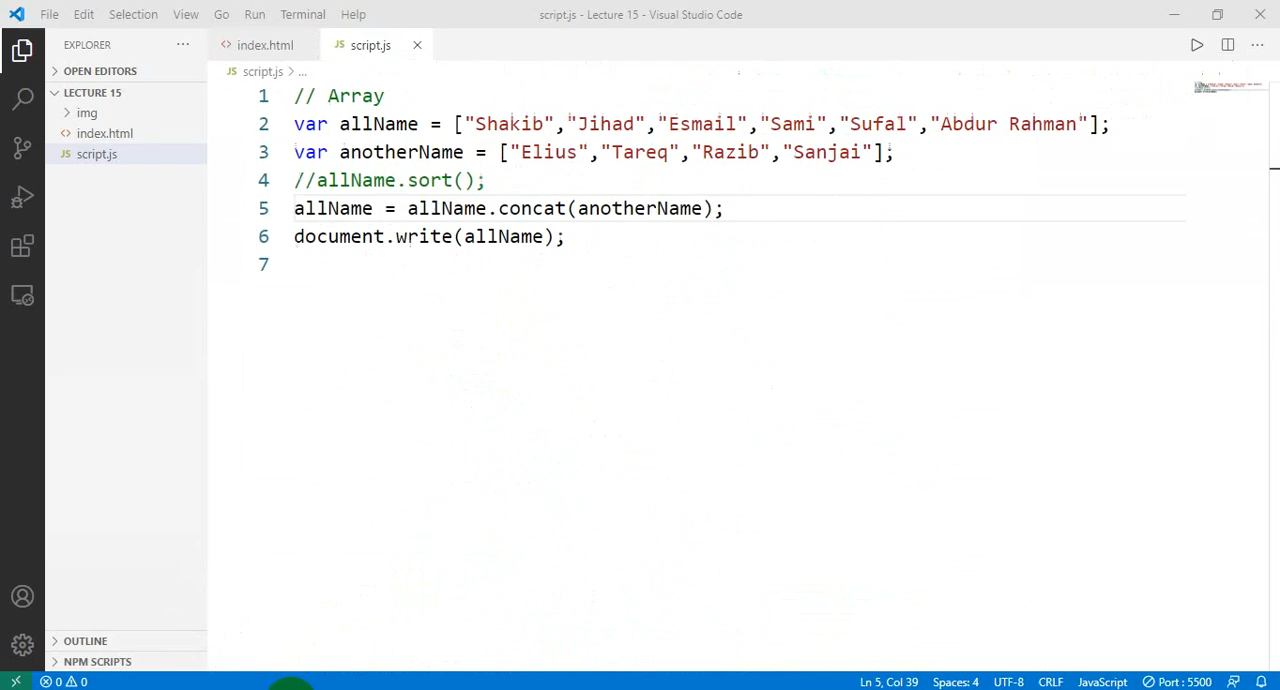 File Edit Selection View Go Run Terminal Help script.js - Lecture 15 - Visual Studio Code
EXPLORER ... index.html JS script.js ...
OPEN EDITORS JS script.js > ...
LECTURE 15
img
index.html
JS script.js
1 // Array
2 var allName = ["Shakib","Jihad","Esmail","Sami","Sufal","Abdur Rahman"];
3 var anotherName = ["Elius","Tareq","Razib","Sanjai"];
4 //allName.sort();
5 allName = allName.concat(anotherName);
6 document.write(allName);
7
OUTLINE
NPM SCRIPTS
0 0 Ln 5, Col 39 Spaces: 4 UTF-8 CRLF JavaScript Port : 5500